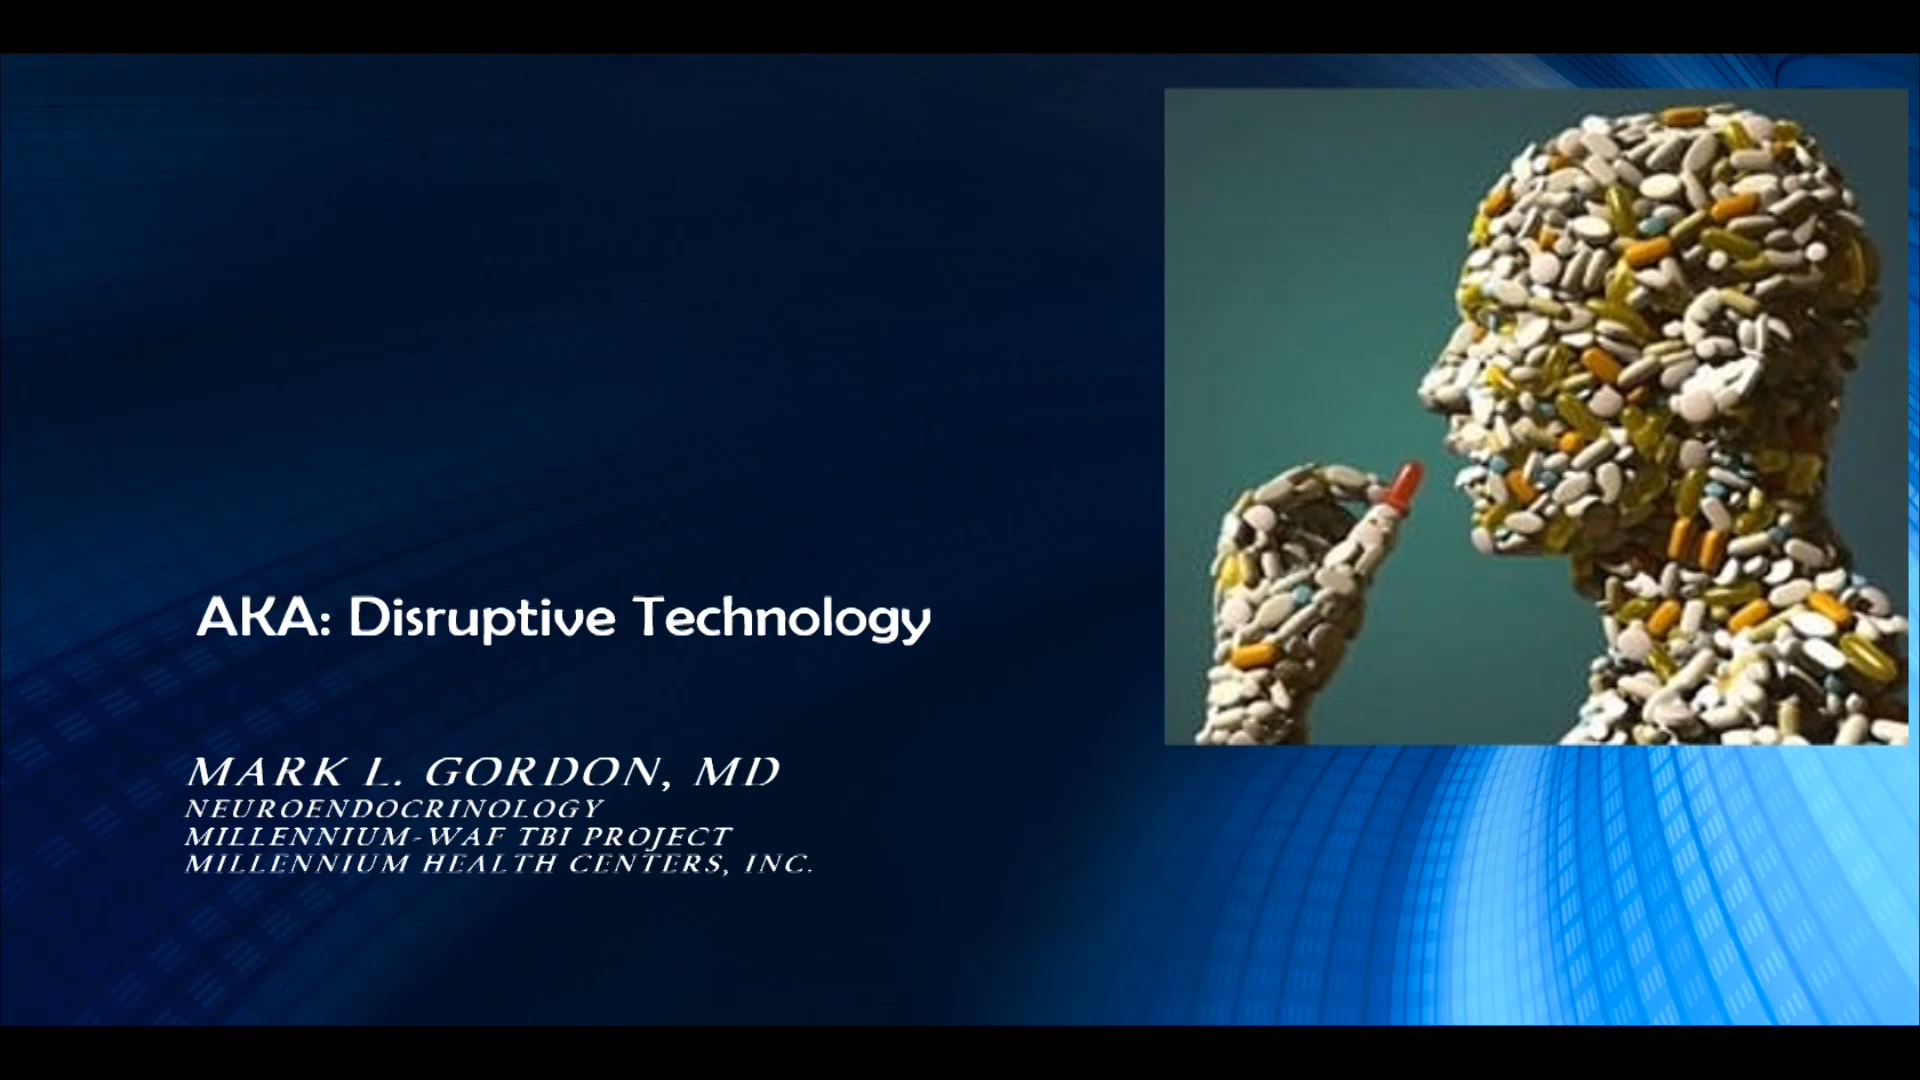 AKA: Disruptive Technology
MARK L. GORDON, MD
NEUROENDOCRINOLOGY
MILLENNIUM-WAF TBI PROJECT
MILLENNIUM HEALTH CENTERS, INC.